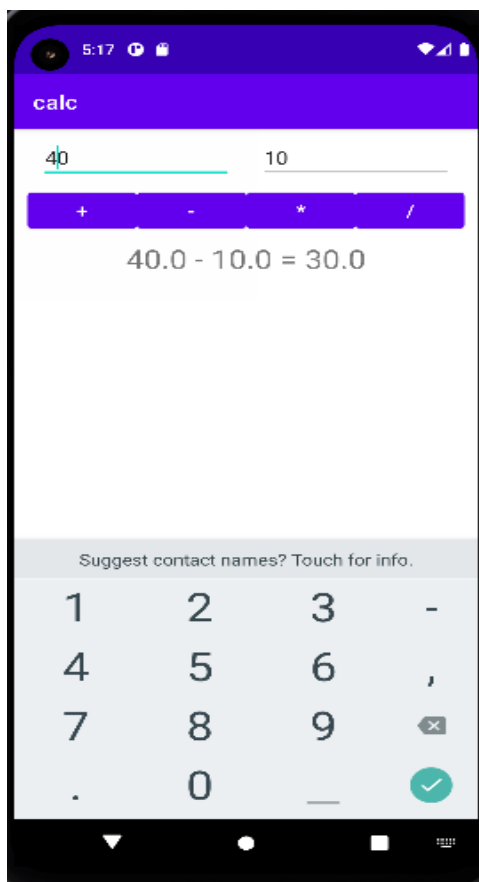 5:17
calc
40 10
+ - * /
40.0 - 10.0 = 30.0
Suggest contact names? Touch for info.
1 2 3 -
4 5 6 ,
7 8 9
. 0 _